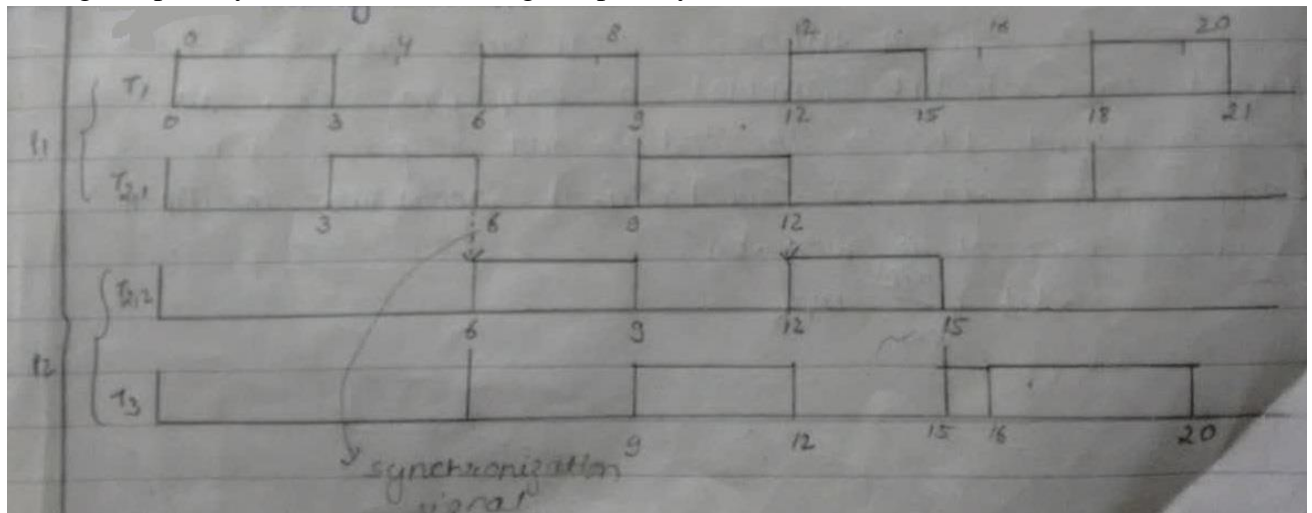 0 4 8 12 16 20
T1
0 3 6 9 12 15 18 21
P1
T2,1
3 6 9 12
T2,2
6 9 12 15
P2
T3
9 12 15 16 20
synchronization
signal